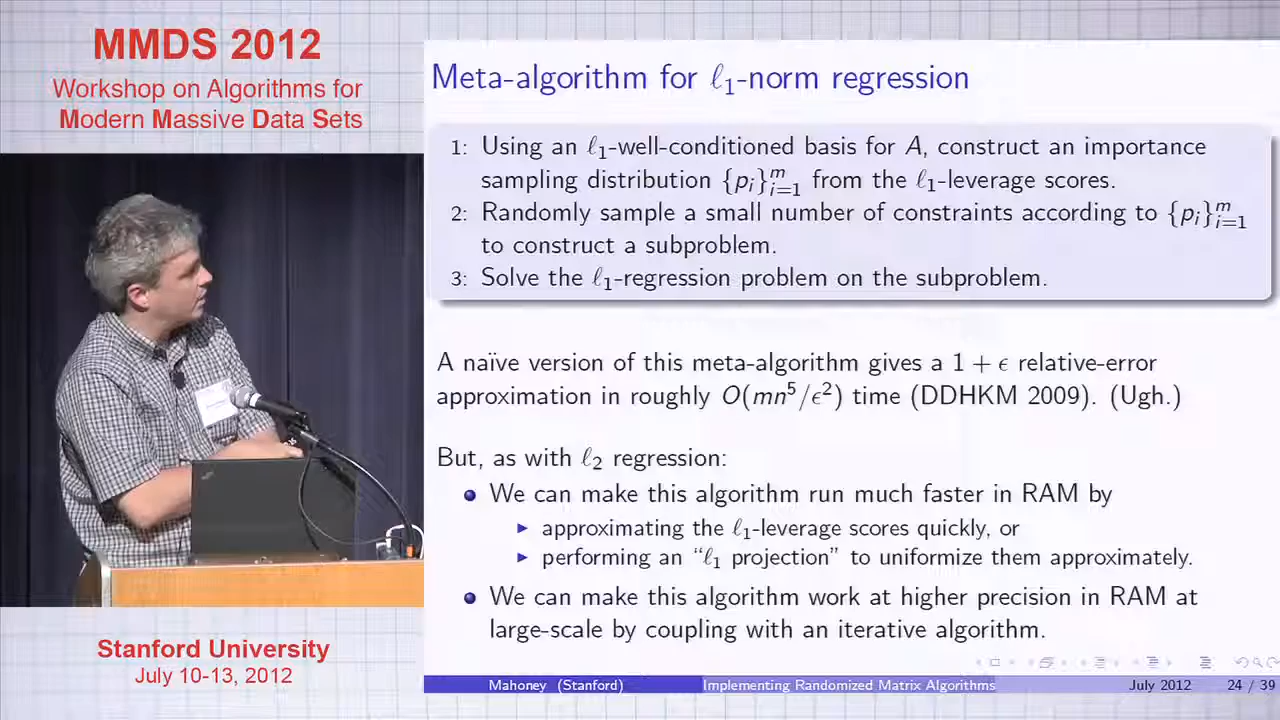 MMDS 2012
Workshop on Algorithms for
Modern Massive Data Sets
Meta-algorithm for ℓ₁-norm regression
1: Using an ℓ₁-well-conditioned basis for A, construct an importance
sampling distribution {pᵢ}ᵐᵢ₌₁ from the ℓ₁-leverage scores.
2: Randomly sample a small number of constraints according to {pᵢ}ᵐᵢ₌₁
to construct a subproblem.
3: Solve the ℓ₁-regression problem on the subproblem.
A naïve version of this meta-algorithm gives a 1 + ϵ relative-error
approximation in roughly O(mn⁵/ϵ²) time (DDHKM 2009). (Ugh.)
But, as with ℓ₂ regression:
• We can make this algorithm run much faster in RAM by
▶ approximating the ℓ₁-leverage scores quickly, or
▶ performing an “ℓ₁ projection” to uniformize them approximately.
• We can make this algorithm work at higher precision in RAM at
large-scale by coupling with an iterative algorithm.
Stanford University
July 10-13, 2012
Mahoney (Stanford) Implementing Randomized Matrix Algorithms July 2012 24 / 39